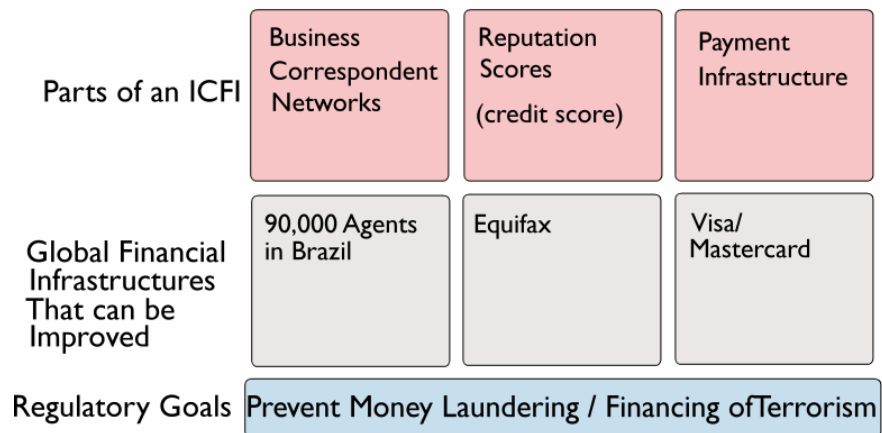 Parts of an ICFI
Business
Correspondent
Networks
Reputation
Scores
(credit score)
Payment
Infrastructure
Global Financial
Infrastructures
That can be
Improved
90,000 Agents
in Brazil
Equifax
Visa/
Mastercard
Regulatory Goals
Prevent Money Laundering / Financing ofTerrorism